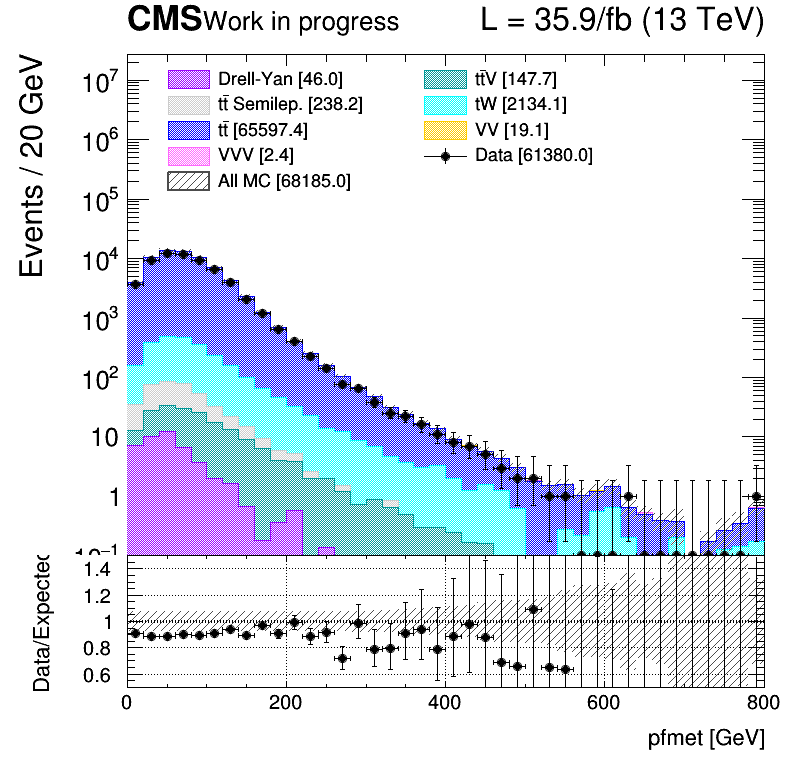 CMS Work in progress L = 35.9/fb (13 TeV)
Events / 20 GeV
Drell-Yan [46.0]
tt̄ Semilep. [238.2]
tt̄ [65597.4]
VVV [2.4]
All MC [68185.0]
tt̄V [147.7]
tW [2134.1]
VV [19.1]
Data [61380.0]
10⁷
10⁶
10⁵
10⁴
10³
10²
10
1
10⁻¹
Data/Expected
1.4
1.2
1
0.8
0.6
0 200 400 600 800
pfmet [GeV]